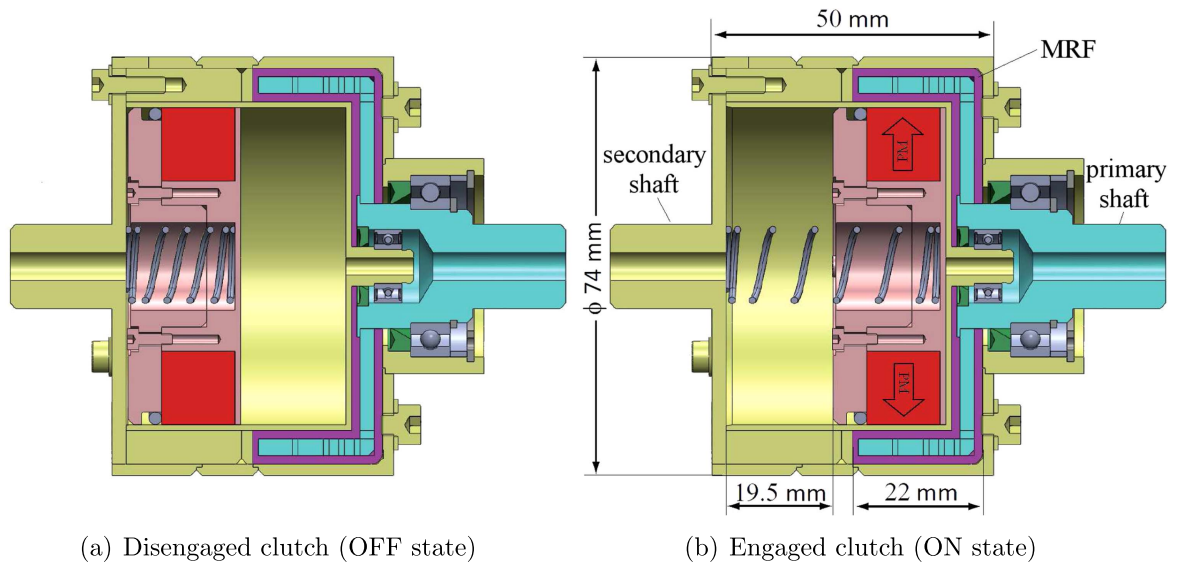 50 mm
MRF
secondary
shaft
primary
shaft
ϕ 74 mm
PM
PM
19.5 mm
22 mm
(a) Disengaged clutch (OFF state)
(b) Engaged clutch (ON state)